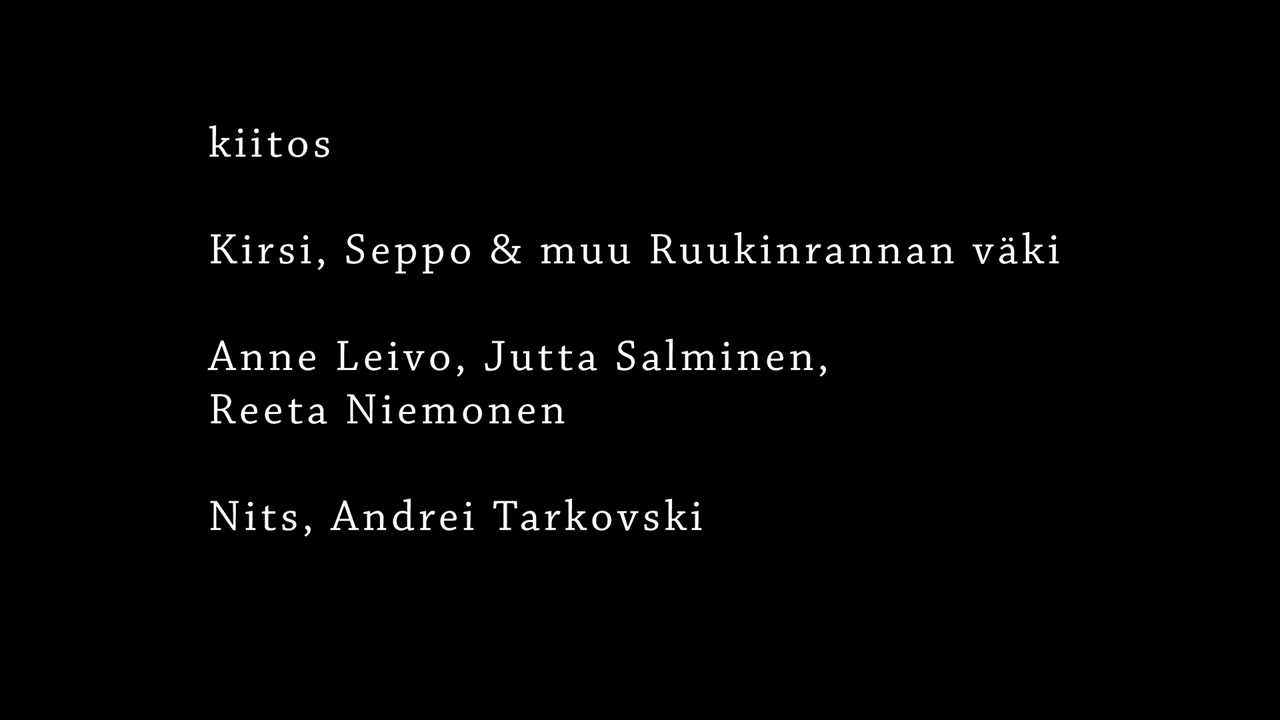 kiitos
Kirsi, Seppo & muu Ruukinrannan väki
Anne Leivo, Jutta Salminen,
Reeta Niemonen
Nits, Andrei Tarkovski